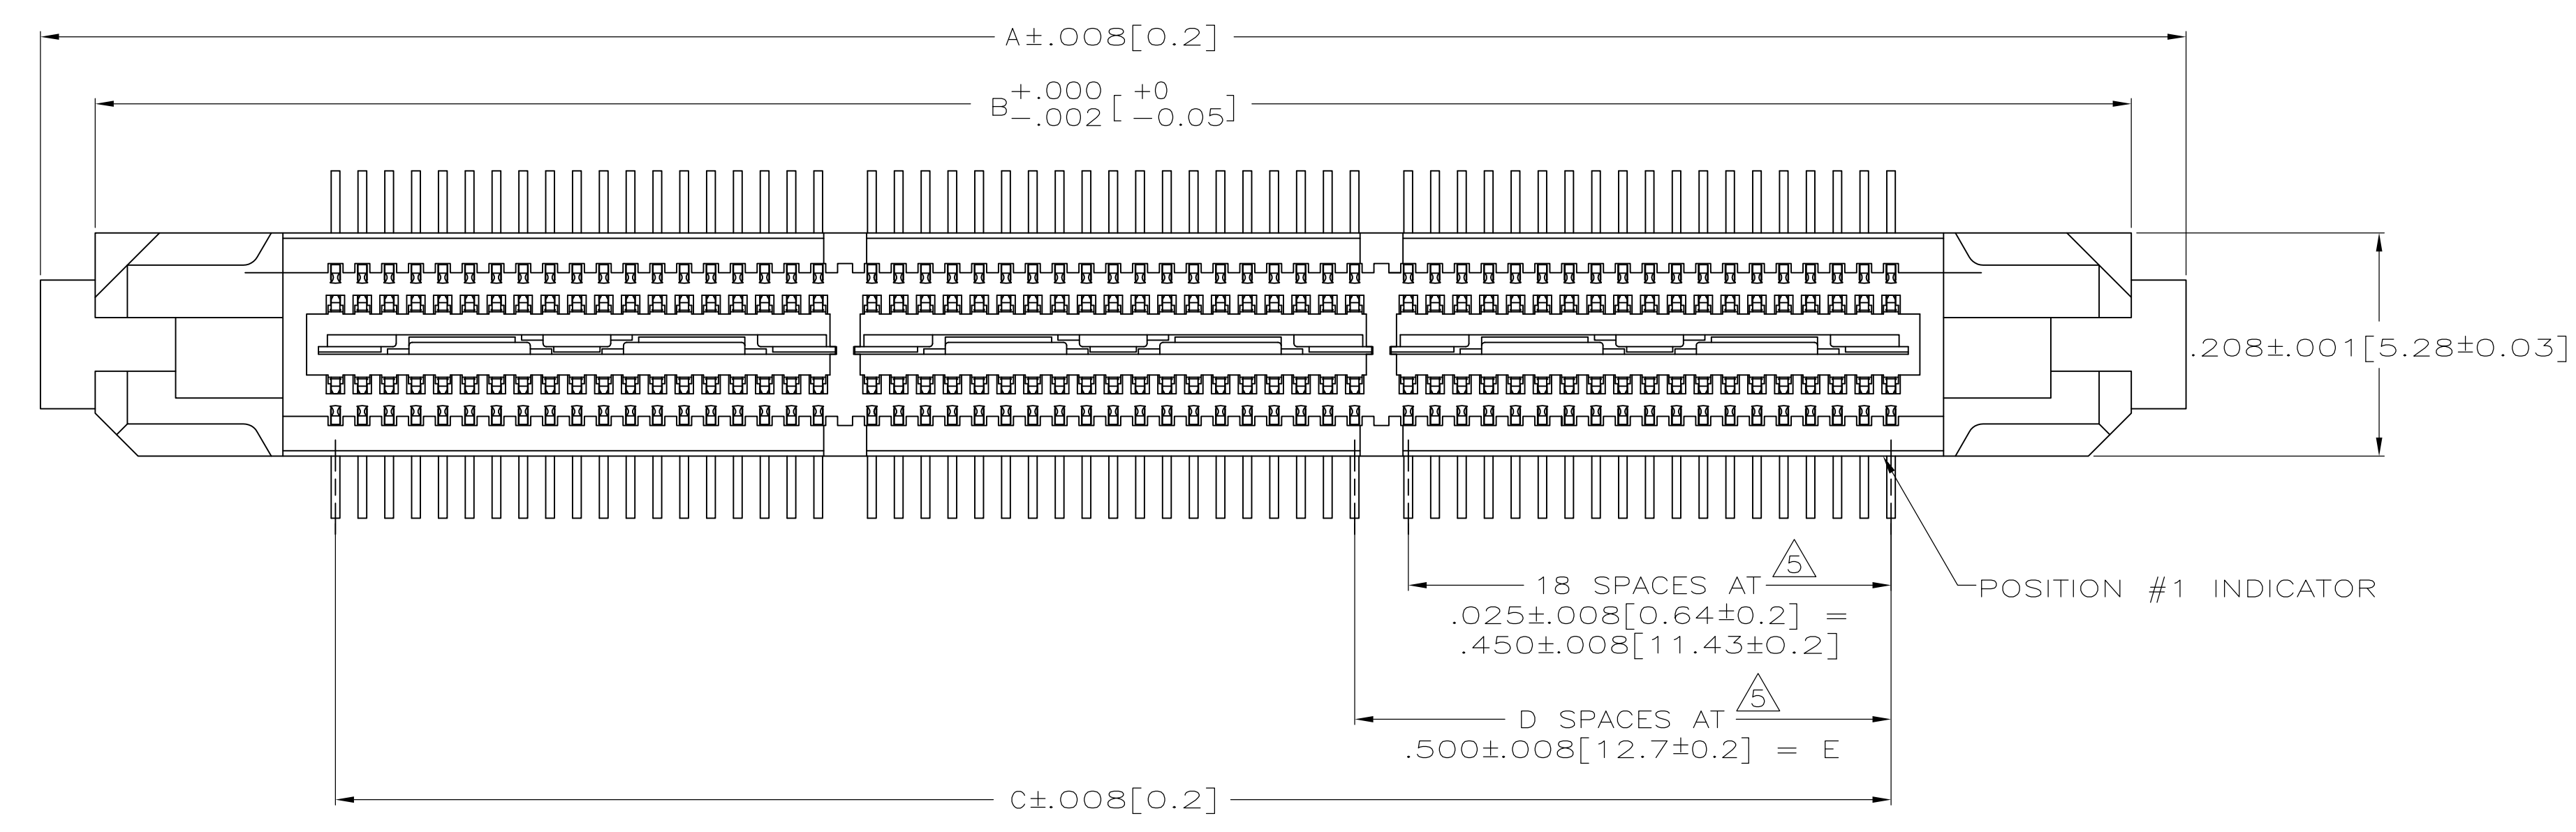 A±.008[0.2]
B +.000 -.002 [ +0 -0.05]
.208±.001[5.28±0.03]
5
18 SPACES AT
.025±.008[0.64±0.2] =
.450±.008[11.43±0.2]
POSITION #1 INDICATOR
5
D SPACES AT
.500±.008[12.7±0.2] = E
C±.008[0.2]